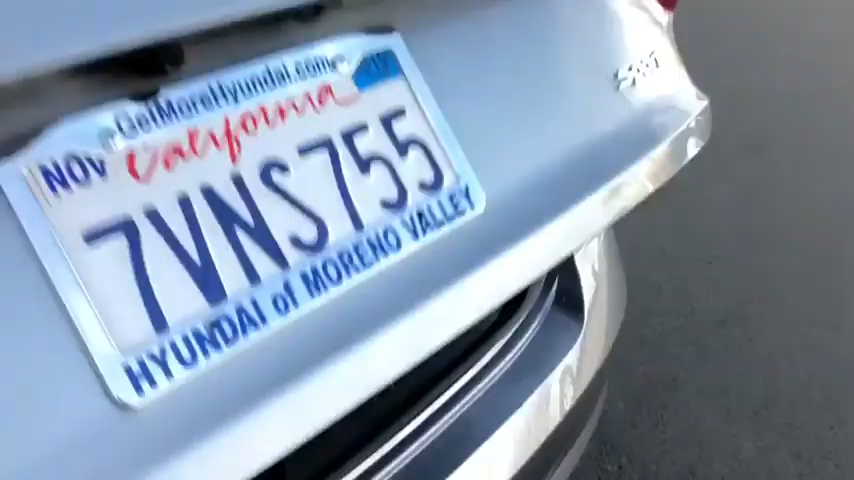 GetMoreHyundai.com
NOV California
7VNS755
HYUNDAI of MORENO VALLEY